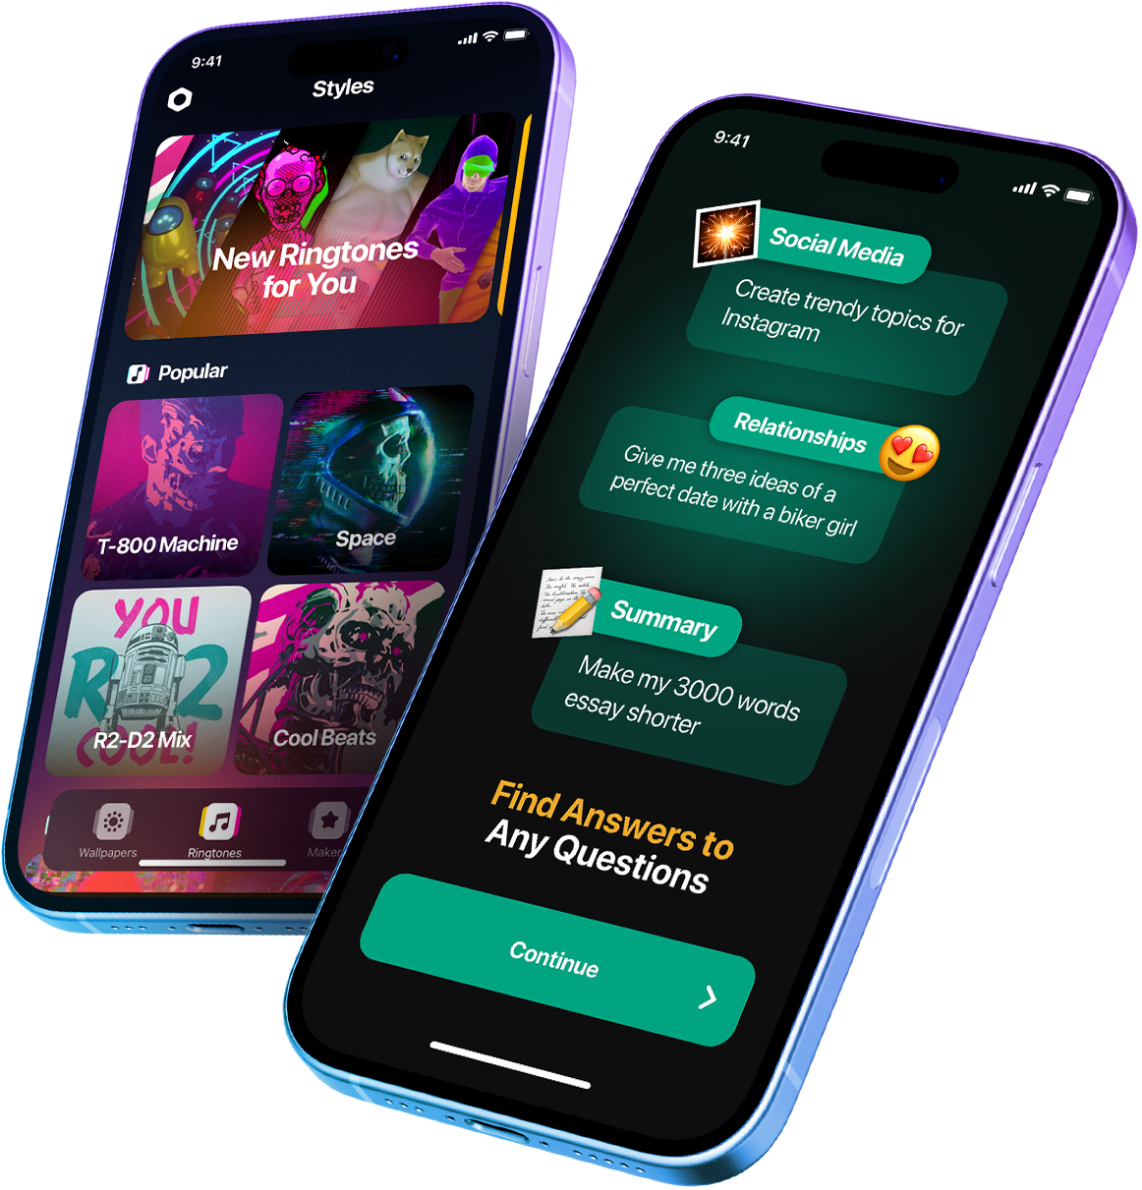 9:41
Styles
New Ringtones
for You
Popular
T-800 Machine
Space
YOU
R2
COOL!
R2-D2 Mix
Cool Beats
Wallpapers
Ringtones
Maker
9:41
Social Media
Create trendy topics for
Instagram
Relationships
Give me three ideas of a
perfect date with a biker girl
Summary
Make my 3000 words
essay shorter
Find Answers to
Any Questions
Continue